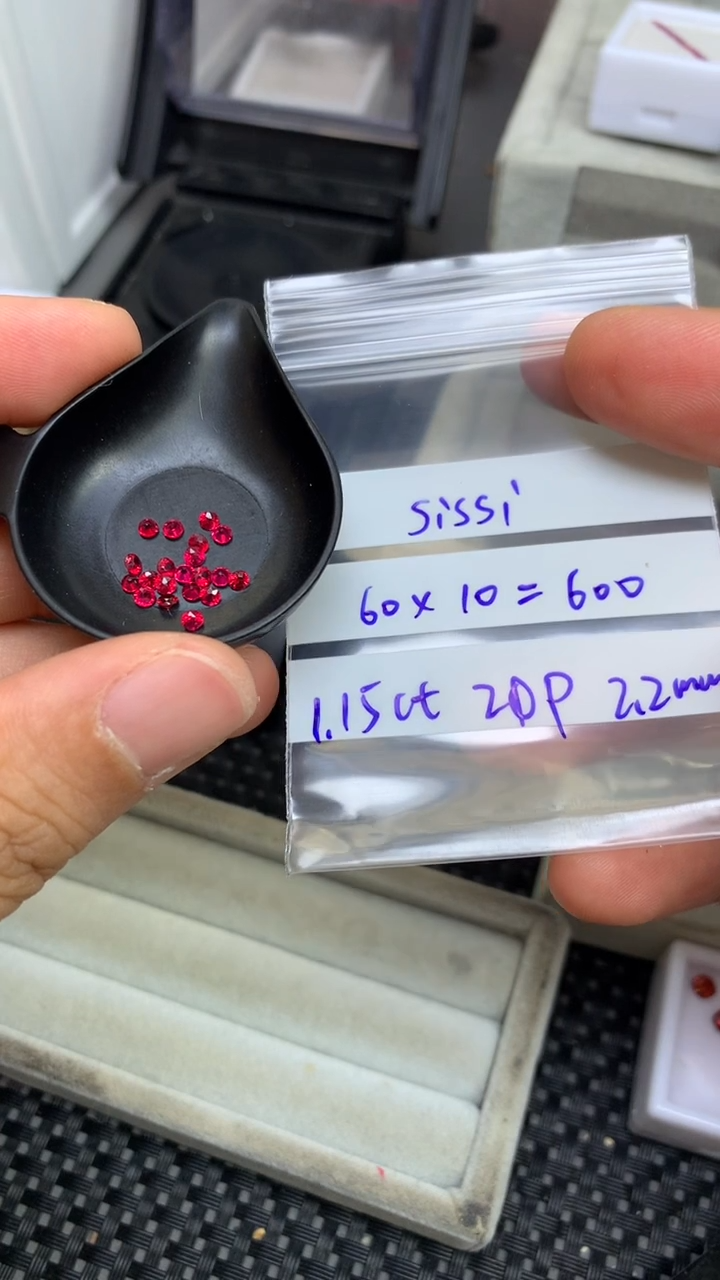 sissi
60 x 10 = 600
1.15ct 20P 2.2mm